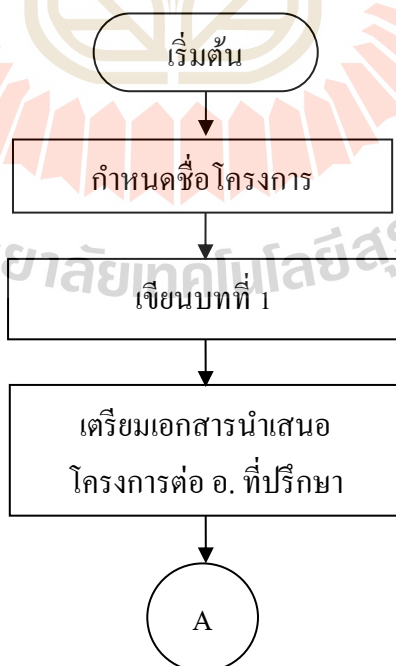 เริ่มต้น
กำหนดชื่อโครงการ
เขียนบทที่ 1
เตรียมเอกสารนำเสนอ
โครงการต่อ อ. ที่ปรึกษา
A